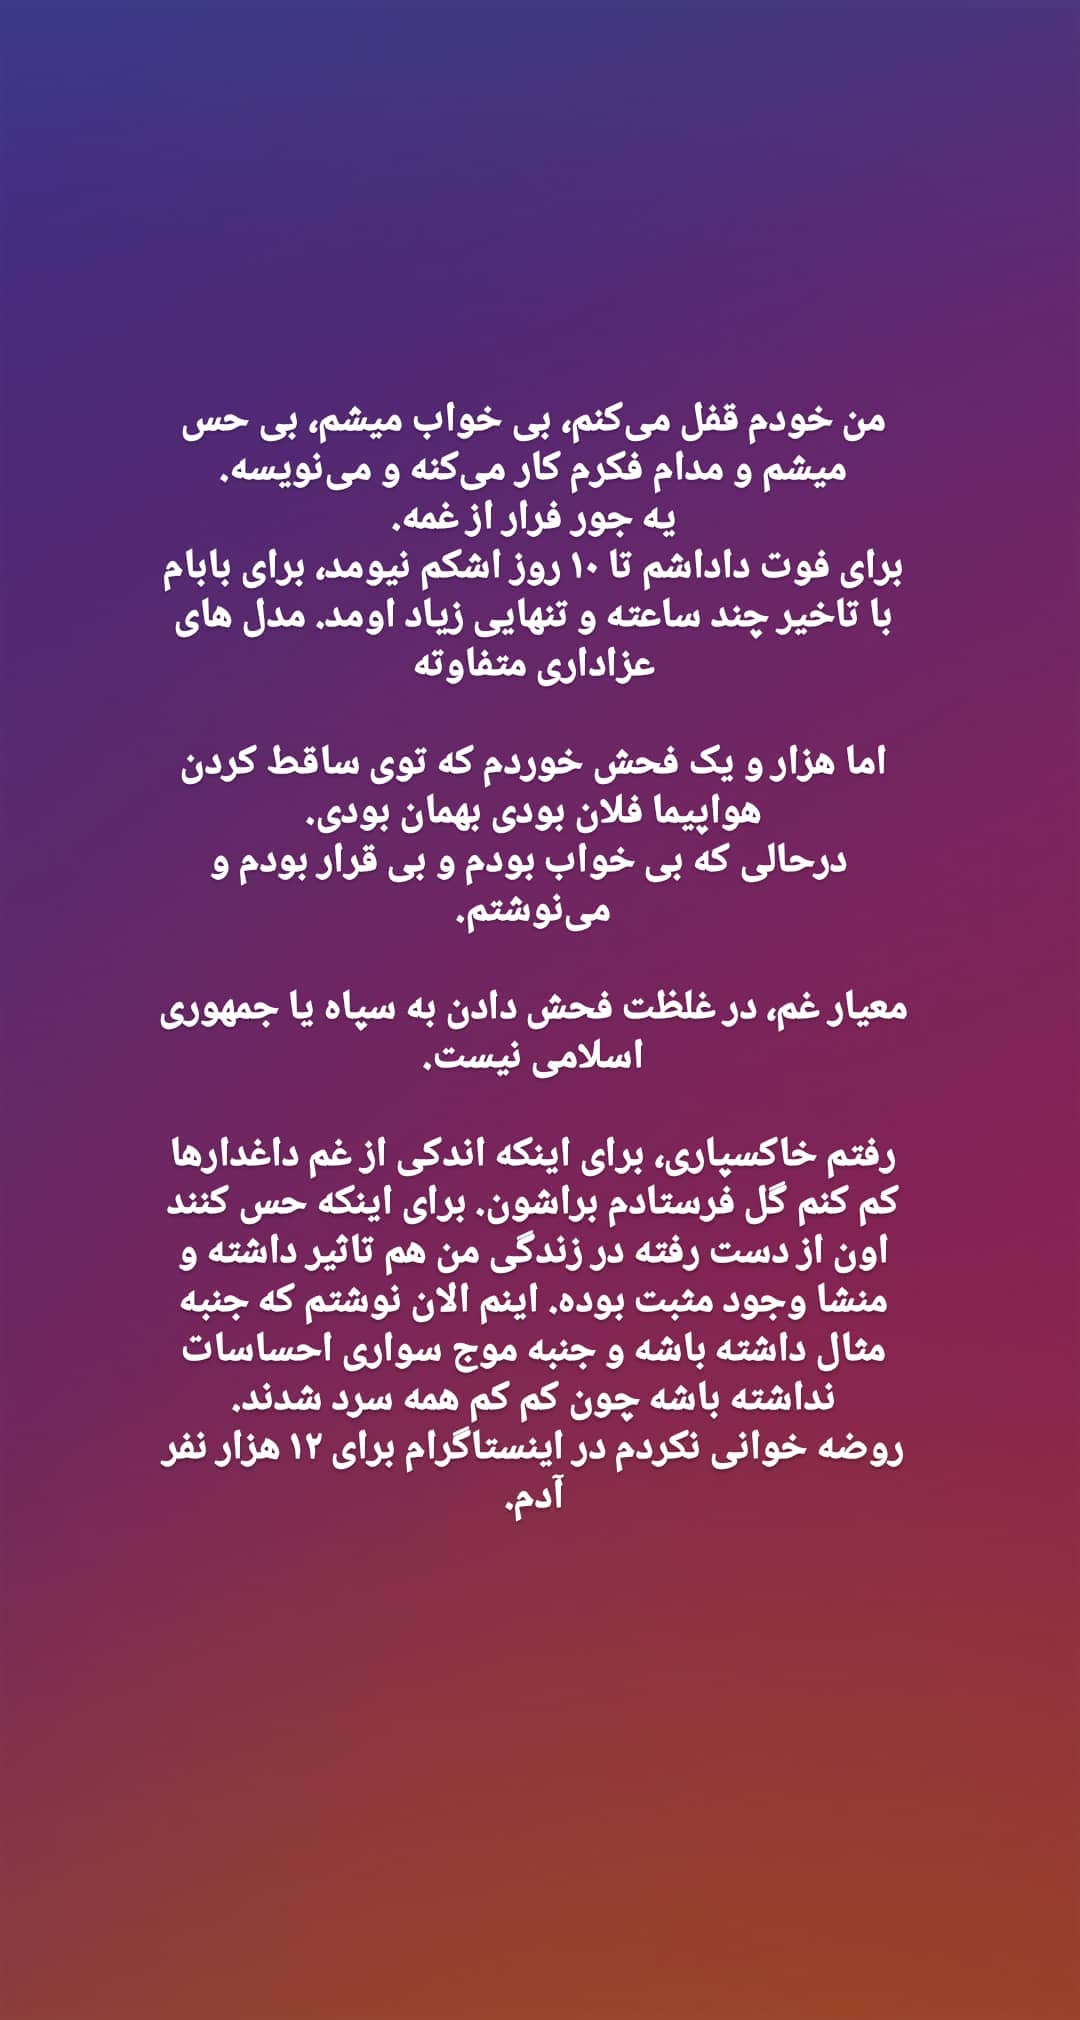 من خودم قفل می‌کنم، بی خواب میشم، بی حس
میشم و مدام فکرم کار می‌کنه و می‌نویسه.
یه جور فرار از غمه.
برای فوت داداشم تا ۱۰ روز اشکم نیومد، برای بابام
با تاخیر چند ساعته و تنهایی زیاد اومد. مدل های
عزاداری متفاوته
اما هزار و یک فحش خوردم که توی ساقط کردن
هواپیما فلان بودی بهمان بودی.
درحالی که بی خواب بودم و بی قرار بودم و
می‌نوشتم.
معیار غم، در غلظت فحش دادن به سپاه یا جمهوری
اسلامی نیست.
رفتم خاکسپاری، برای اینکه اندکی از غم داغدارها
کم کنم گل فرستادم براشون. برای اینکه حس کنند
اون از دست رفته در زندگی من هم تاثیر داشته و
منشا وجود مثبت بوده. اینم الان نوشتم که جنبه
مثال داشته باشه و جنبه موج سواری احساسات
نداشته باشه چون کم کم همه سرد شدند.
روضه خوانی نکردم در اینستاگرام برای ۱۲ هزار نفر
آدم.